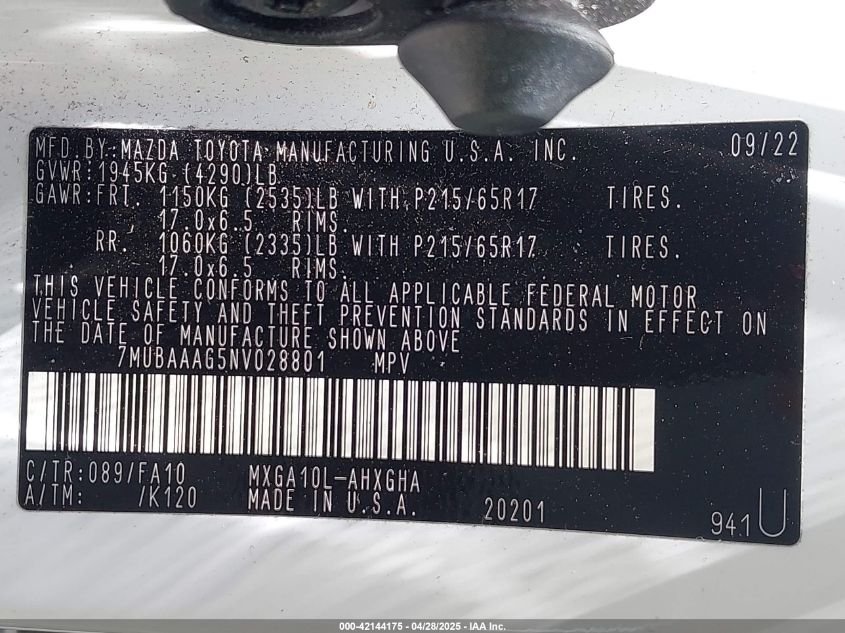 MFD.BY:MAZDA TOYOTA MANUFACTURING U.S.A. INC. 09/22
GVWR:1945KG (4290)LB
GAWR:FRT. 1150KG (2535)LB WITH P215/65R17 TIRES.
17.0x6.5 RIMS.
RR. 1060KG (2335)LB WITH P215/65R17 TIRES.
17.0x6.5 RIMS.
THIS VEHICLE CONFORMS TO ALL APPLICABLE FEDERAL MOTOR
VEHICLE SAFETY AND THEFT PREVENTION STANDARDS IN EFFECT ON
THE DATE OF MANUFACTURE SHOWN ABOVE
7MUBAAAG5NV028801 MPV
C/TR:089/FA10 MXGA10L-AHXGHA
A/TM: /K120 MADE IN U.S.A. 20201
941U
000-42144175 - 04/28/2025 - IAA Inc.